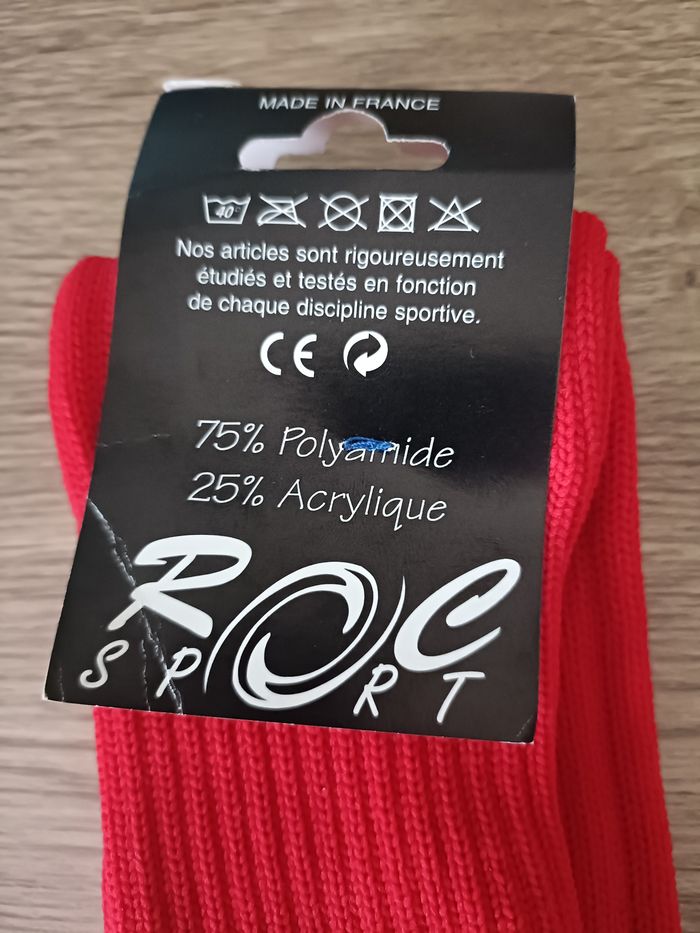 MADE IN FRANCE
40°
Nos articles sont rigoureusement
étudiés et testés en fonction
de chaque discipline sportive.
CE
75% Polyamide
25% Acrylique
ROC
SPORT